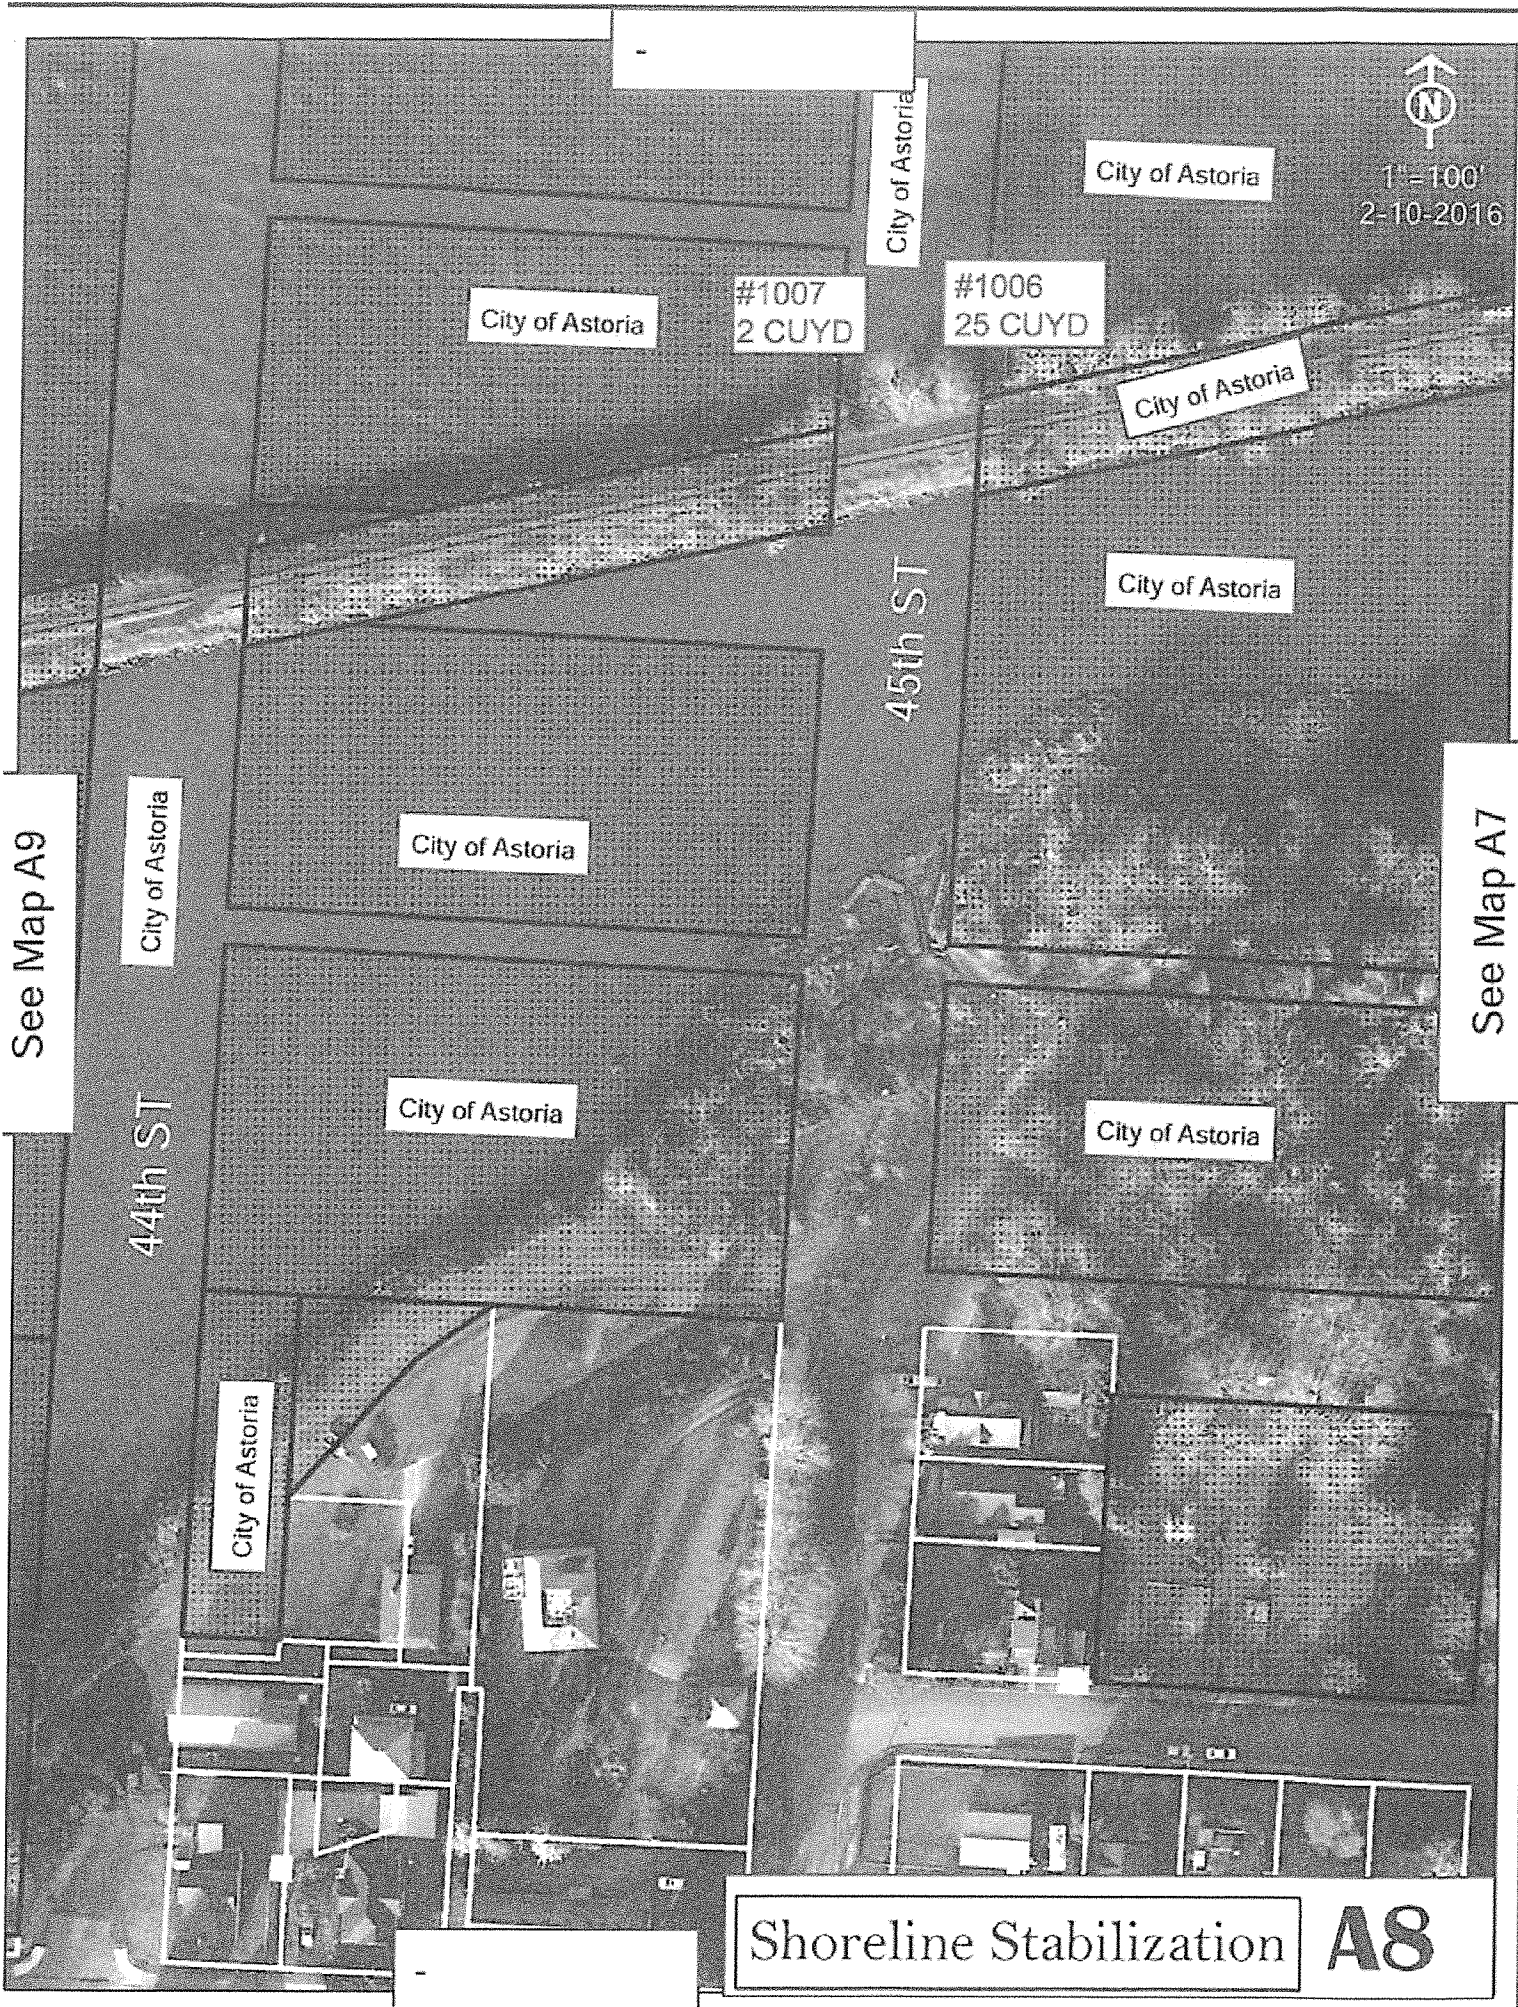 -
City of Astoria
N
City of Astoria
1"=100'
2-10-2016
City of Astoria
#1007
2 CUYD
#1006
25 CUYD
City of Astoria
45th ST
City of Astoria
See Map A9
City of Astoria
City of Astoria
See Map A7
44th ST
City of Astoria
City of Astoria
City of Astoria
-
Shoreline Stabilization
A8